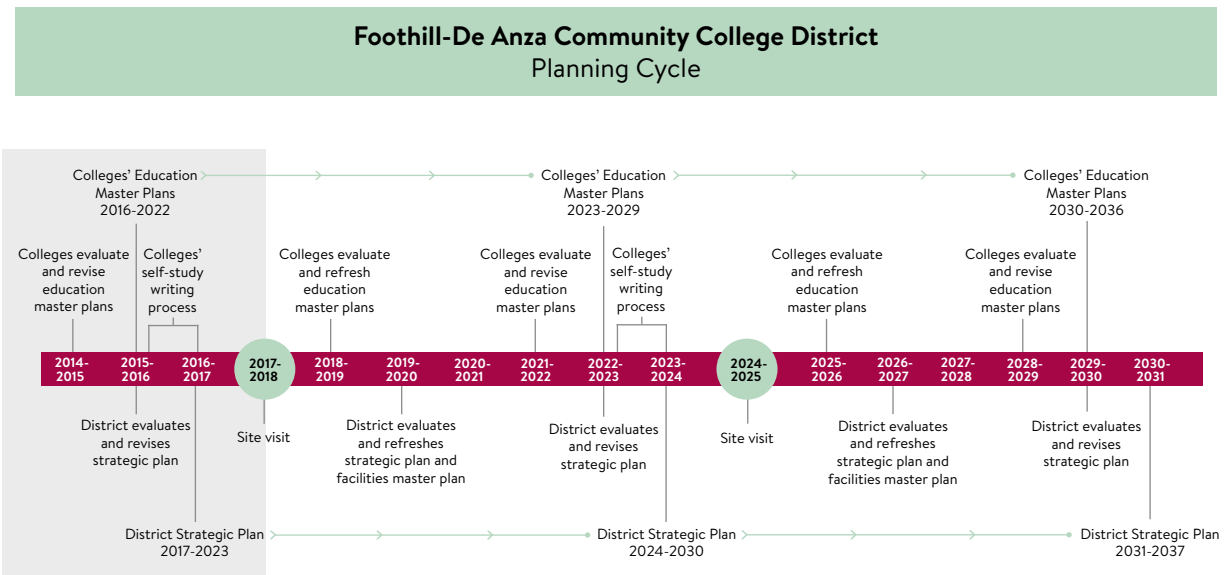 Foothill-De Anza Community College District
Planning Cycle
Colleges’ Education
Master Plans
2016-2022
Colleges’ Education
Master Plans
2023-2029
Colleges’ Education
Master Plans
2030-2036
Colleges evaluate
and revise
education
master plans
Colleges’
self-study
writing
process
Colleges evaluate
and refresh
education
master plans
Colleges evaluate
and revise
education
master plans
Colleges’
self-study
writing
process
Colleges evaluate
and refresh
education
master plans
Colleges evaluate
and revise
education
master plans
2014-
2015
2015-
2016
2016-
2017
2017-
2018
2018-
2019
2019-
2020
2020-
2021
2021-
2022
2022-
2023
2023-
2024
2024-
2025
2025-
2026
2026-
2027
2027-
2028
2028-
2029
2029-
2030
2030-
2031
District evaluates
and revises
strategic plan
Site visit
District evaluates
and refreshes
strategic plan and
facilities master plan
District evaluates
and revises
strategic plan
Site visit
District evaluates
and refreshes
strategic plan and
facilities master plan
District evaluates
and revises
strategic plan
District Strategic Plan
2017-2023
District Strategic Plan
2024-2030
District Strategic Plan
2031-2037